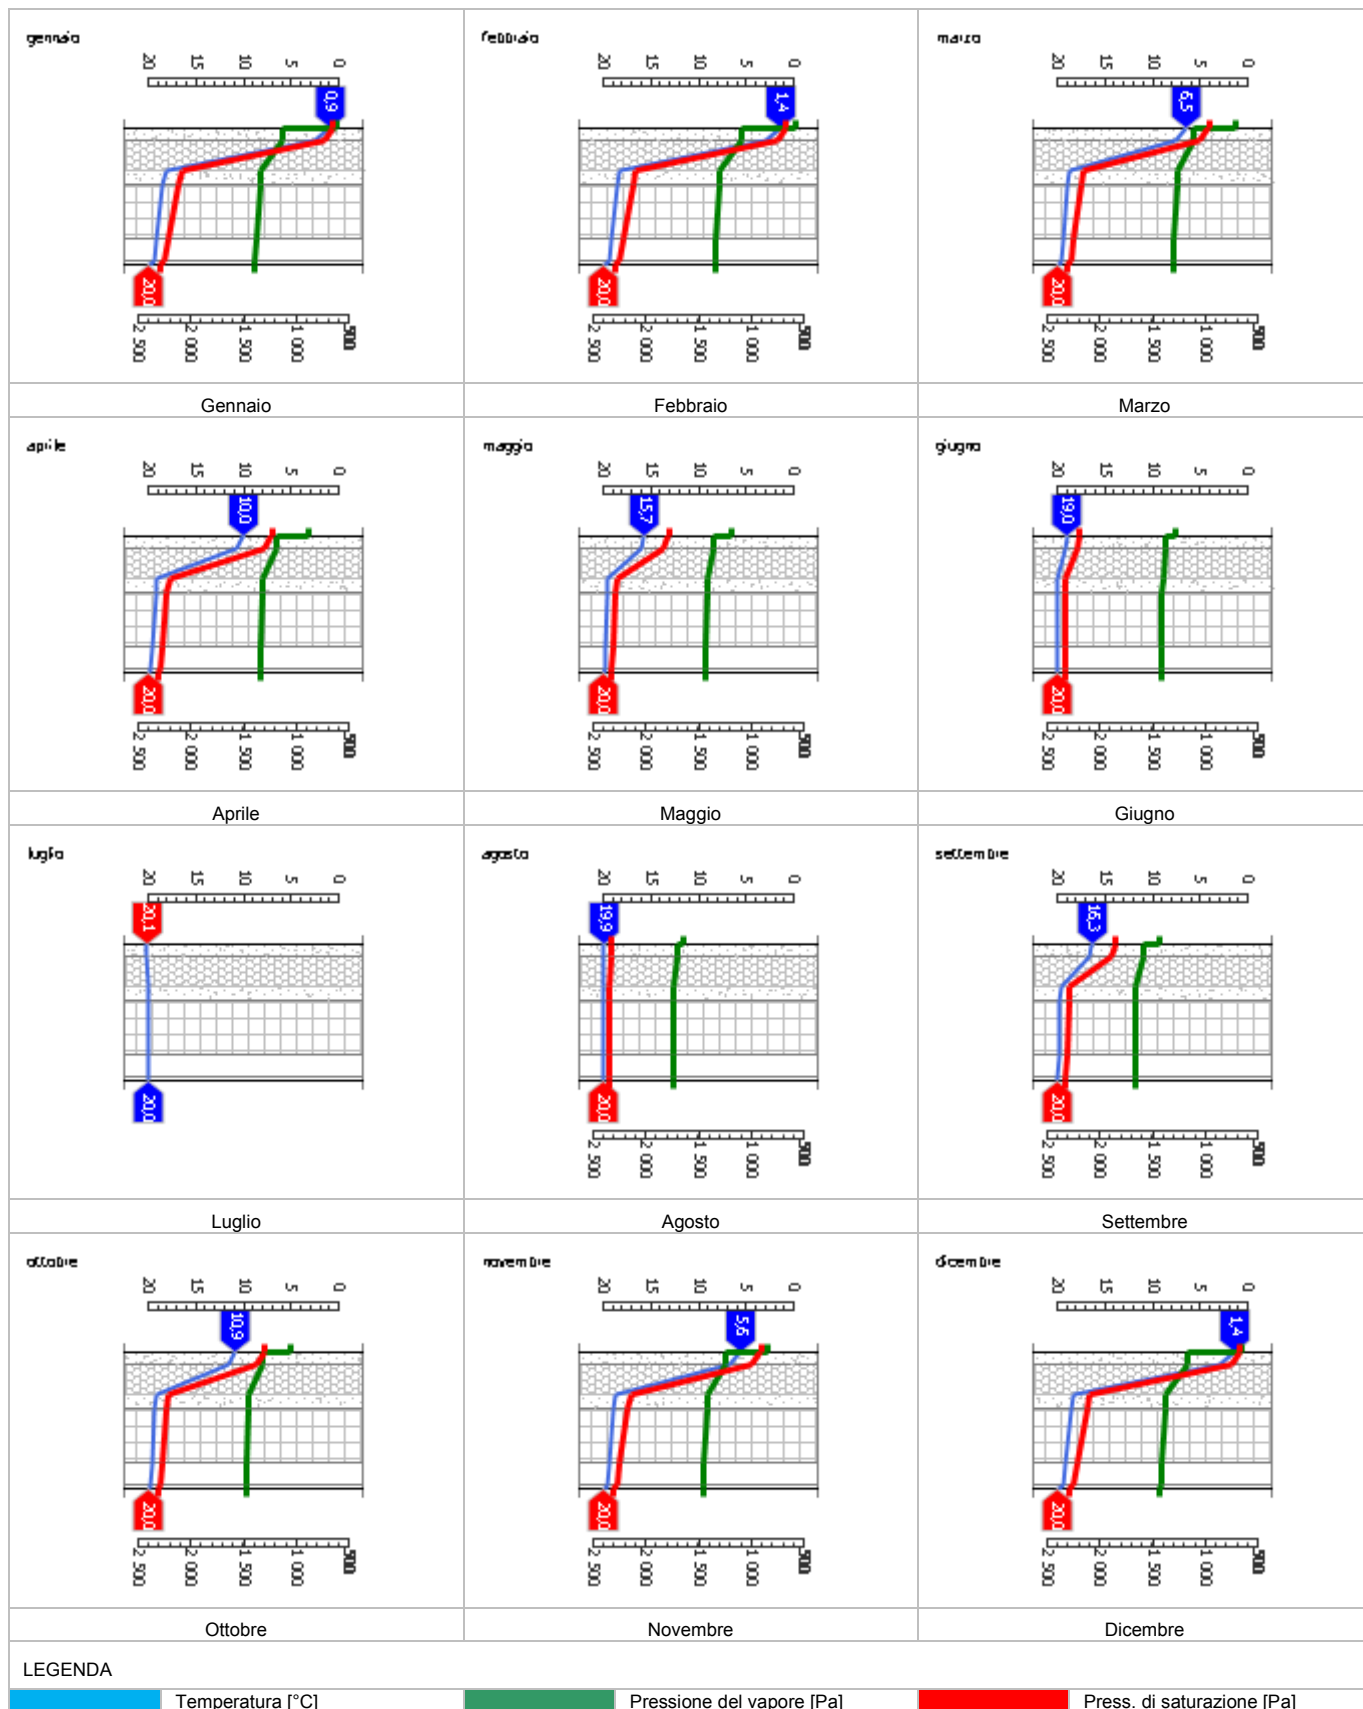 gennaio febbraio marzo
20 15 10 5 0 20 15 10 5 0 20 15 10 5 0
0,9 1,4 6,5
20,0 20,0 20,0
2 500 2 000 1 500 1 000 500 2 500 2 000 1 500 1 000 500 2 500 2 000 1 500 1 000 500
Gennaio Febbraio Marzo
aprile maggio giugno
20 15 10 5 0 20 15 10 5 0 20 15 10 5 0
10,0 15,7 19,0
20,0 20,0 20,0
2 500 2 000 1 500 1 000 500 2 500 2 000 1 500 1 000 500 2 500 2 000 1 500 1 000 500
Aprile Maggio Giugno
luglio agosto settembre
20 15 10 5 0 20 15 10 5 0 20 15 10 5 0
20,1 19,9 16,3
20,0 20,0 20,0
2 500 2 000 1 500 1 000 500 2 500 2 000 1 500 1 000 500
Luglio Agosto Settembre
ottobre novembre dicembre
20 15 10 5 0 20 15 10 5 0 20 15 10 5 0
10,9 5,6 1,4
20,0 20,0 20,0
2 500 2 000 1 500 1 000 500 2 500 2 000 1 500 1 000 500 2 500 2 000 1 500 1 000 500
Ottobre Novembre Dicembre
LEGENDA
Temperatura [°C] Pressione del vapore [Pa] Press. di saturazione [Pa]